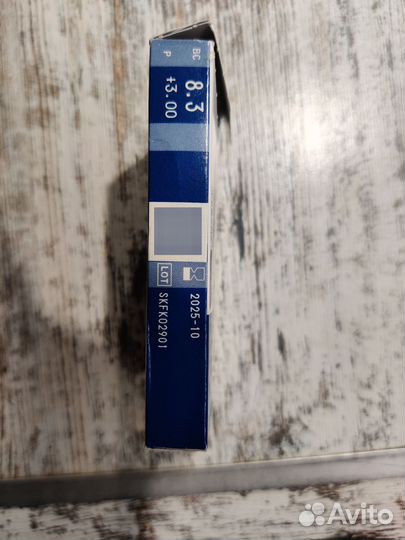 BC 8.3
P +3.00
2025-10
LOT SKFK02901
Avito